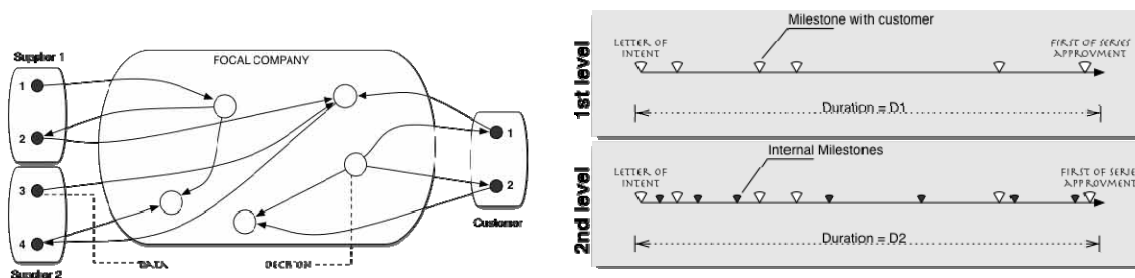 Supplier 1
1
2
3
4
Supplier 2
FOCAL COMPANY
DATA
DECISION
1
2
Customer
1st level
Milestone with customer
LETTER OF
INTENT
FIRST OF SERIES
APPROVMENT
Duration = D1
2nd level
Internal Milestones
LETTER OF
INTENT
FIRST OF SERIES
APPROVMENT
Duration = D2